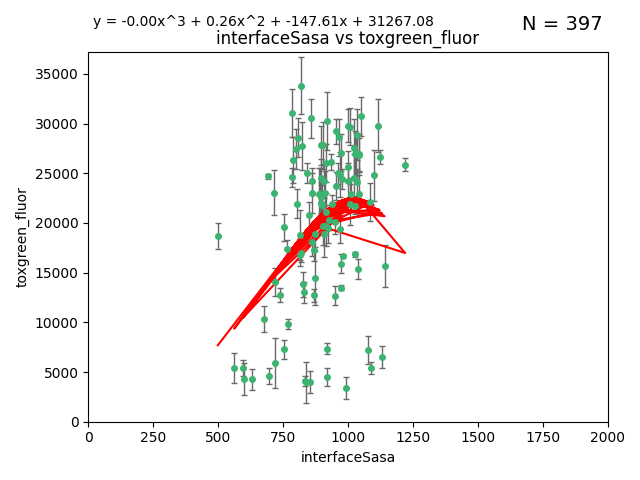 y = -0.00x^3 + 0.26x^2 + -147.61x + 31267.08
N = 397
interfaceSasa vs toxgreen_fluor
35000
30000
25000
20000
15000
10000
5000
0
toxgreen_fluor
0 250 500 750 1000 1250 1500 1750 2000
interfaceSasa